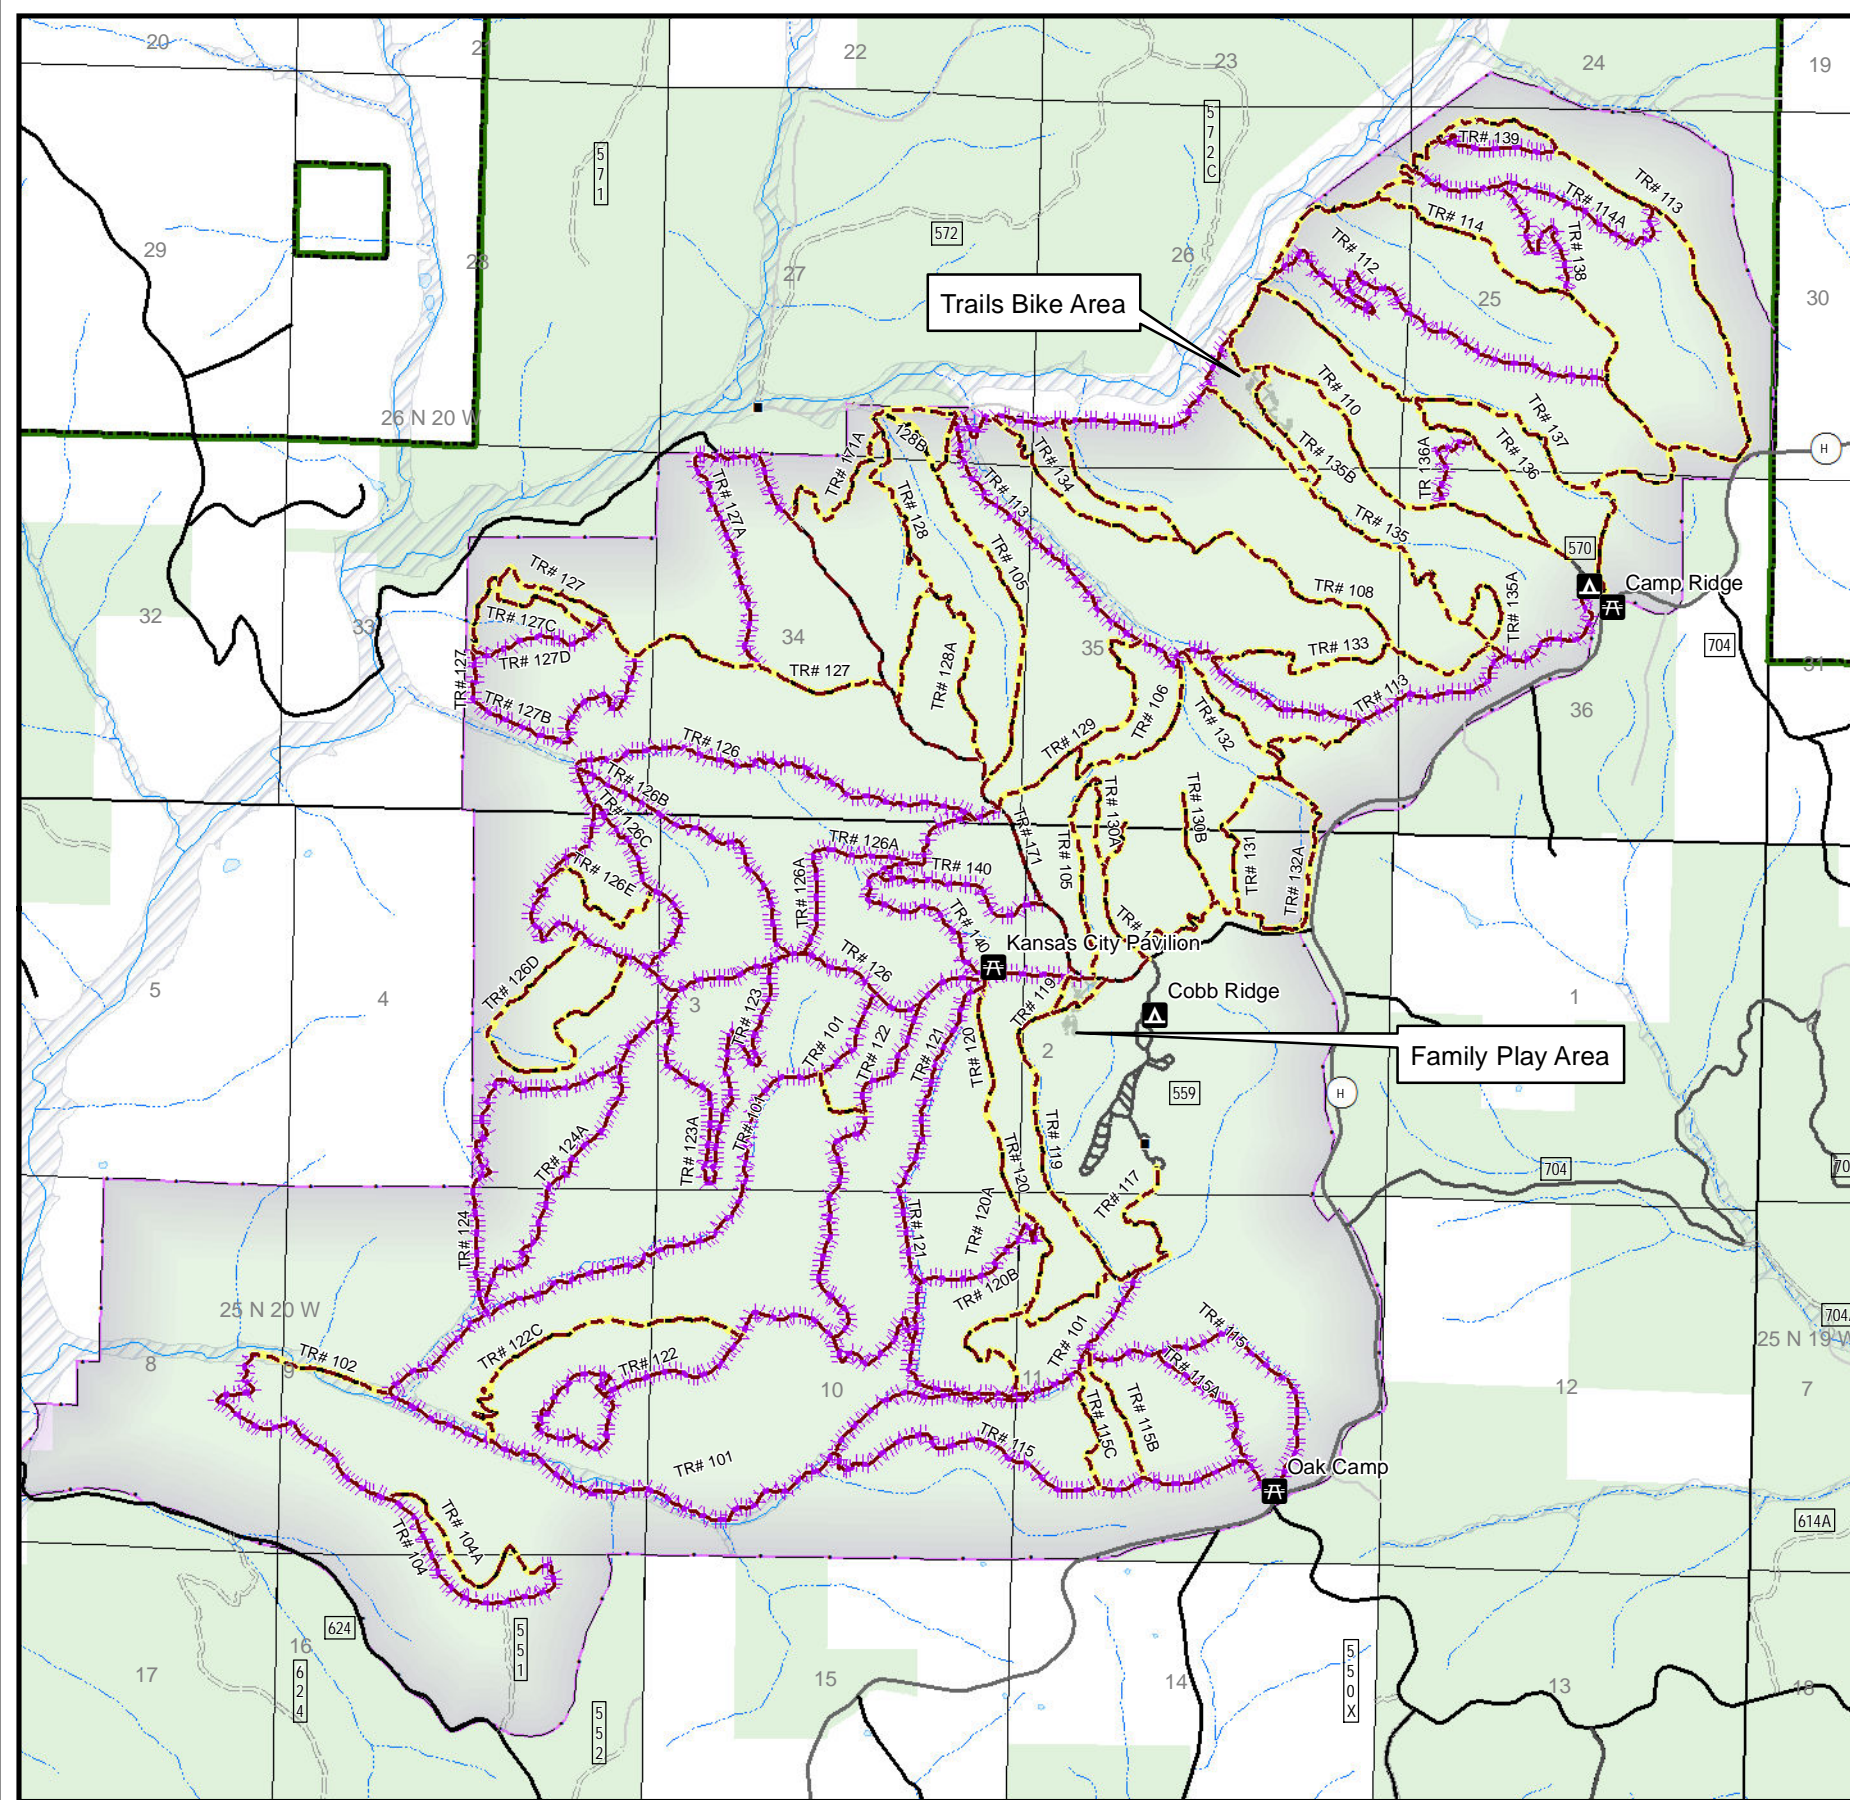 20
21
22
23
24
19
571
572C
TR# 139
TR# 113
TR# 114A
TR# 114
TR# 138
29
28
27
572
26
TR# 112
25
30
Trails Bike Area
TR# 110
TR# 137
TR# 136
TR# 136A
H
26 N 20 W
TR# 171A
128B
TR# 134
TR# 135B
TR# 127A
TR# 128
TR# 113
TR# 135
TR# 105
570
TR# 127
TR# 108
TR# 135A
Camp Ridge
32
33
TR# 127C
TR# 127D
34
35
TR# 133
704
31
TR# 127
TR# 127
TR# 128A
TR# 106
TR# 113
36
TR# 127B
TR# 129
TR# 132
TR# 126
TR# 126B
TR# 126C
TR# 126A
TR# 171
TR# 105
TR# 130A
TR# 130B
TR# 131
TR# 132A
TR# 126E
TR# 126A
TR# 140
TR# 140
TR#
Kansas City Pavilion
TR# 126D
TR# 126
5
4
3
TR# 119
Cobb Ridge
1
TR# 123
TR# 101
TR# 122
TR# 121
TR# 120
2
Family Play Area
559
H
TR# 124A
TR# 123A
TR# 101
TR# 120
TR# 119
TR# 117
704
70
TR# 124
TR# 121
TR# 120A
TR# 120B
25 N 20 W
704A
25 N 19 W
8
9
TR# 102
TR# 122C
TR# 122
10
11
TR# 101
TR# 115
TR# 115A
12
7
TR# 115C
TR# 115B
TR# 101
TR# 115
Oak Camp
TR# 104A
TR# 104
614A
624
551
16
17
624
552
15
14
550X
13
18